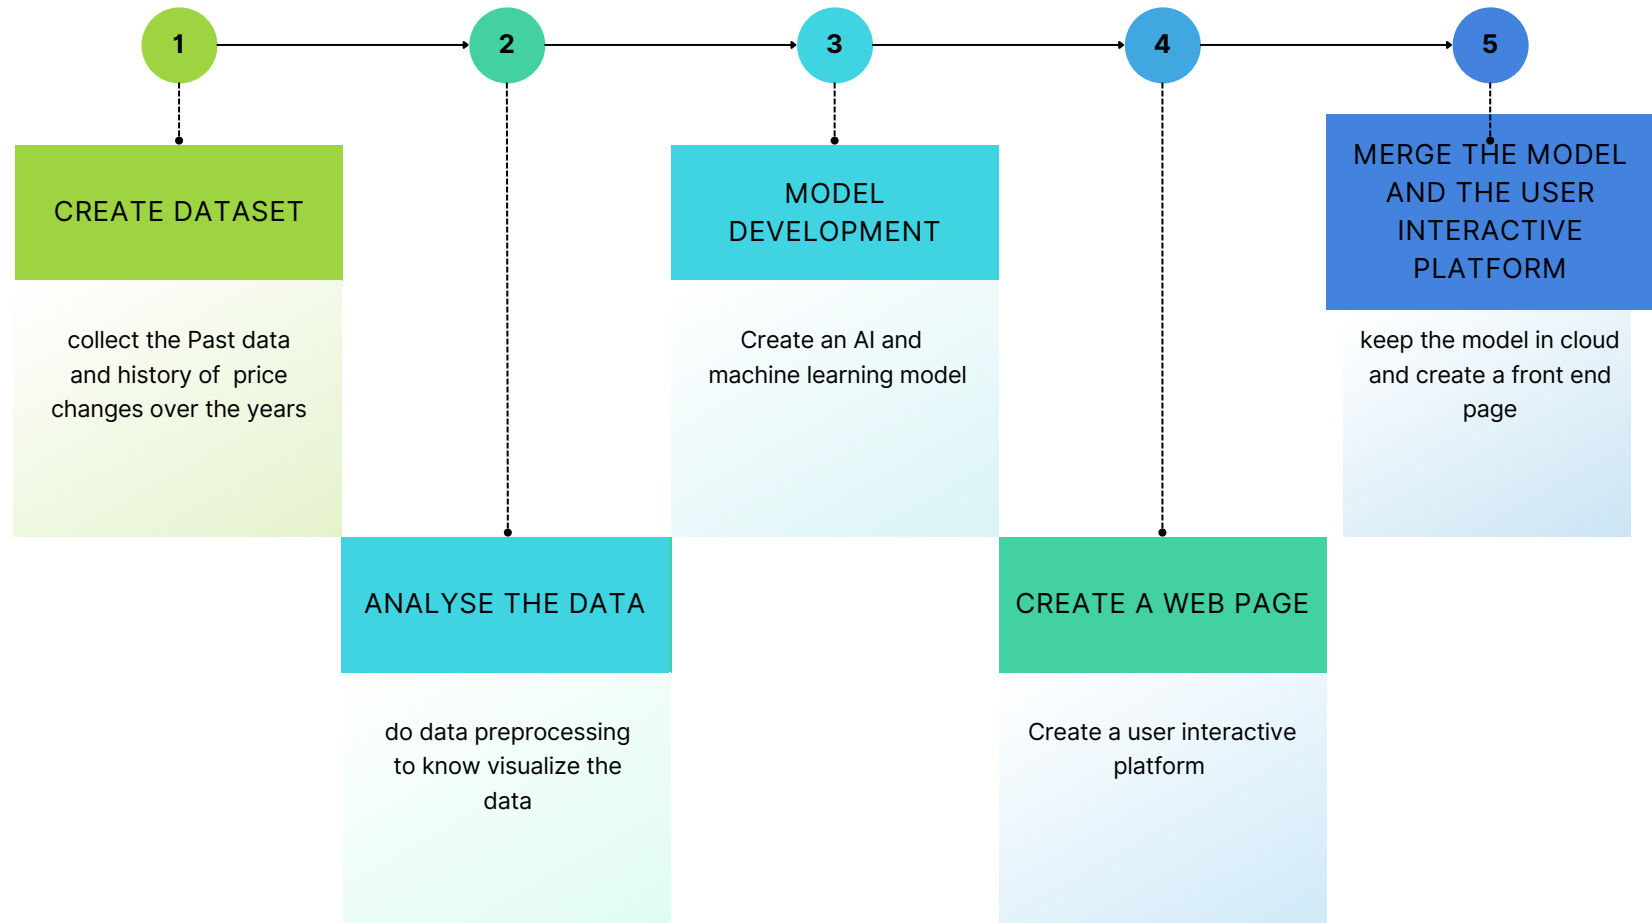 1
2
3
4
5
CREATE DATASET
collect the Past data
and history of  price
changes over the years
ANALYSE THE DATA
do data preprocessing
to know visualize the
data
MODEL
DEVELOPMENT
Create an AI and
machine learning model
CREATE A WEB PAGE
Create a user interactive
platform
MERGE THE MODEL
AND THE USER
INTERACTIVE
PLATFORM
keep the model in cloud
and create a front end
page